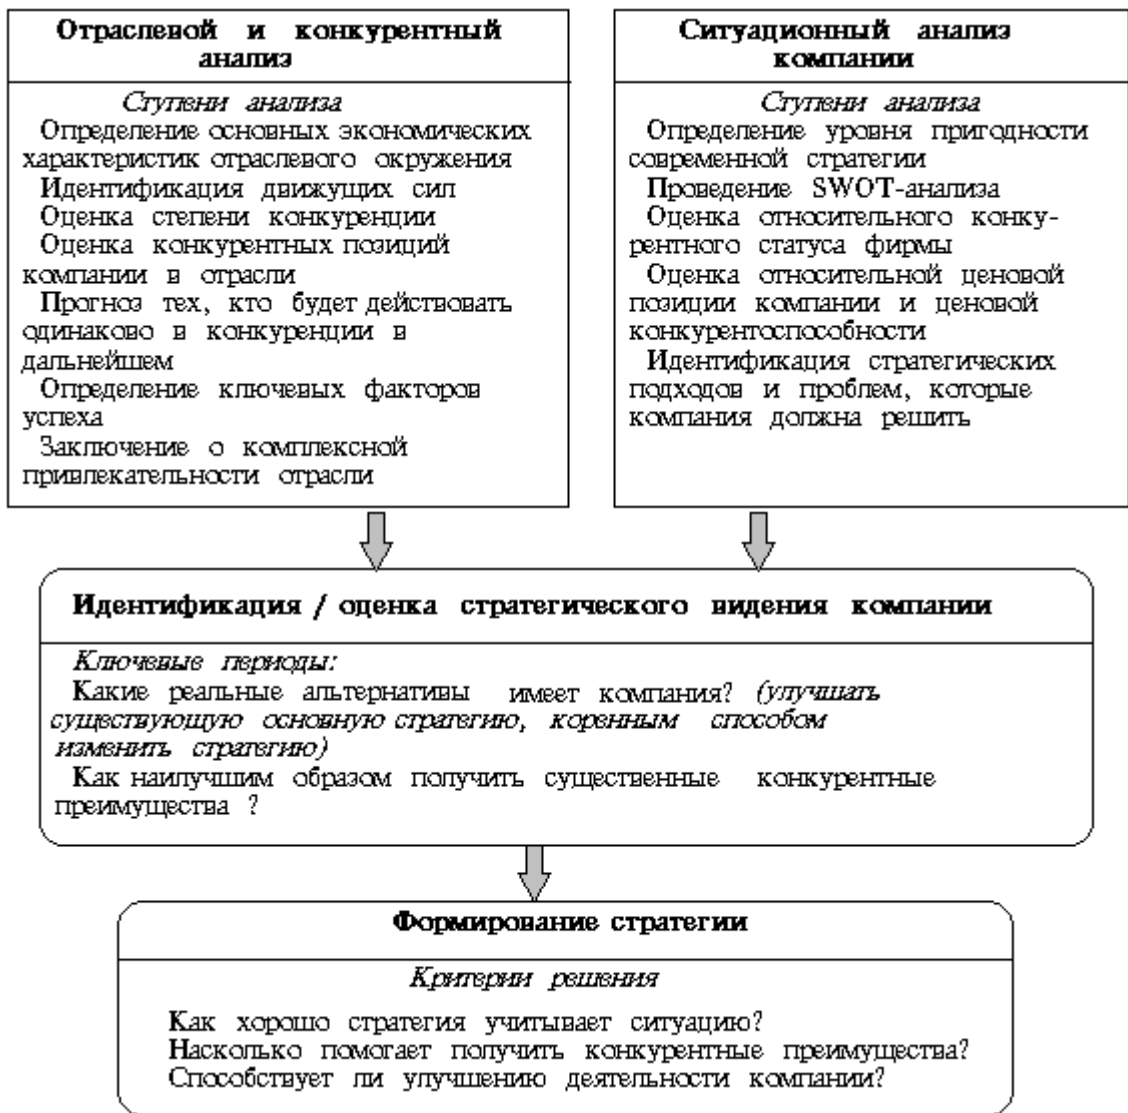 Отраслевой и конкурентный
анализ
Ступени анализа
Определение основных экономических
характеристик отраслевого окружения
Идентификация движущих сил
Оценка степени конкуренции
Оценка конкурентных позиций
компании в отрасли
Прогноз тех, кто будет действовать
одинаково в конкуренции в
дальнейшем
Определение ключевых факторов
успеха
Заключение о комплексной
привлекательности отрасли
Ситуационный анализ
компании
Ступени анализа
Определение уровня пригодности
современной стратегии
Проведение SWOT-анализа
Оценка относительного конку-
рентного статуса фирмы
Оценка относительной ценовой
позиции компании и ценовой
конкурентоспособности
Идентификация стратегических
подходов и проблем, которые
компания должна решить
Идентификация / оценка стратегического видения компании
Ключевые периоды:
Какие реальные альтернативы имеет компания? (улучшать
существующую основную стратегию, коренным способом
изменить стратегию)
Как наилучшим образом получить существенные конкурентные
преимущества ?
Формирование стратегии
Критерии решения
Как хорошо стратегия учитывает ситуацию?
Насколько помогает получить конкурентные преимущества?
Способствует ли улучшению деятельности компании?